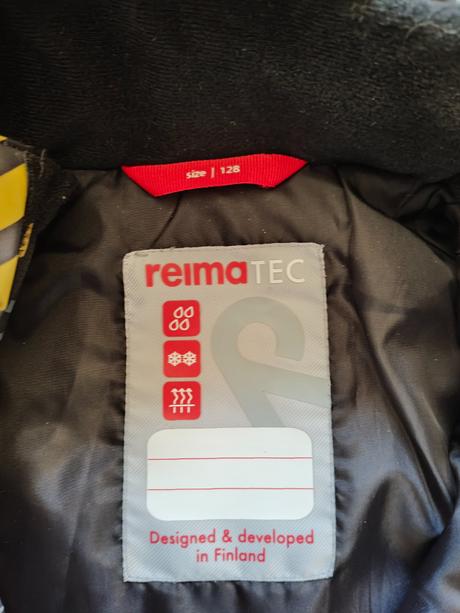 size | 128
reimaTEC
Designed & developed
in Finland